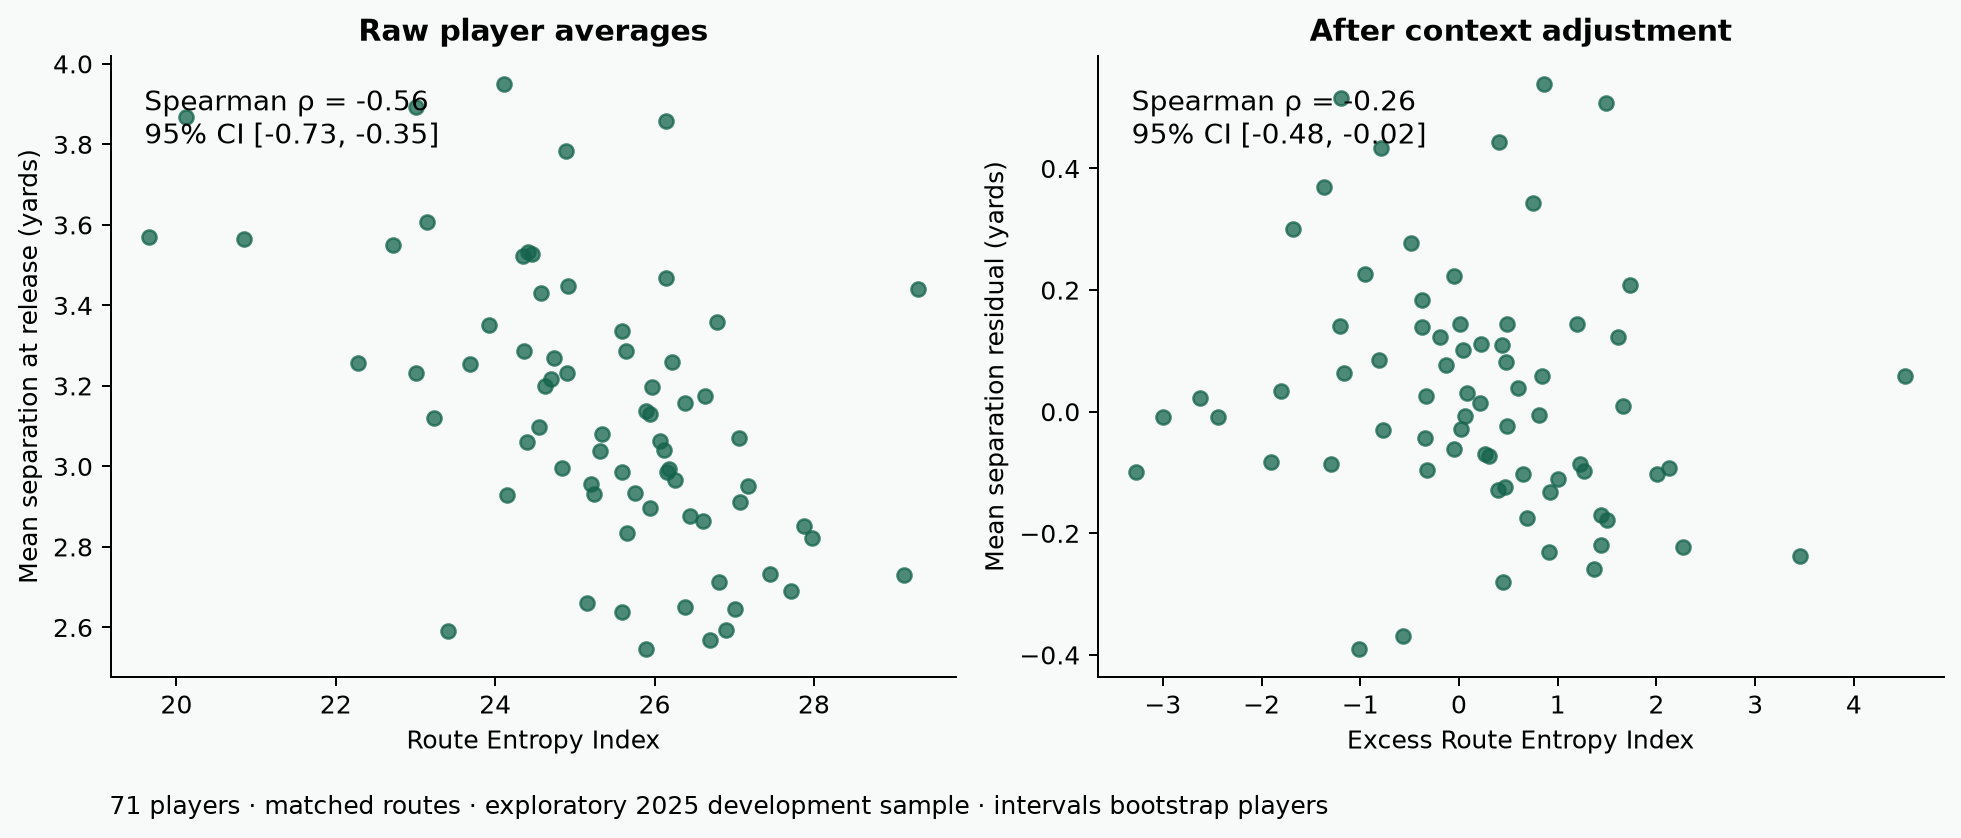 Raw player averages
Spearman ρ = -0.56
95% CI [-0.73, -0.35]
Mean separation at release (yards)
4.0
3.8
3.6
3.4
3.2
3.0
2.8
2.6
20 22 24 26 28
Route Entropy Index
After context adjustment
Spearman ρ = -0.26
95% CI [-0.48, -0.02]
Mean separation residual (yards)
0.4
0.2
0.0
−0.2
−0.4
−3 −2 −1 0 1 2 3 4
Excess Route Entropy Index
71 players · matched routes · exploratory 2025 development sample · intervals bootstrap players